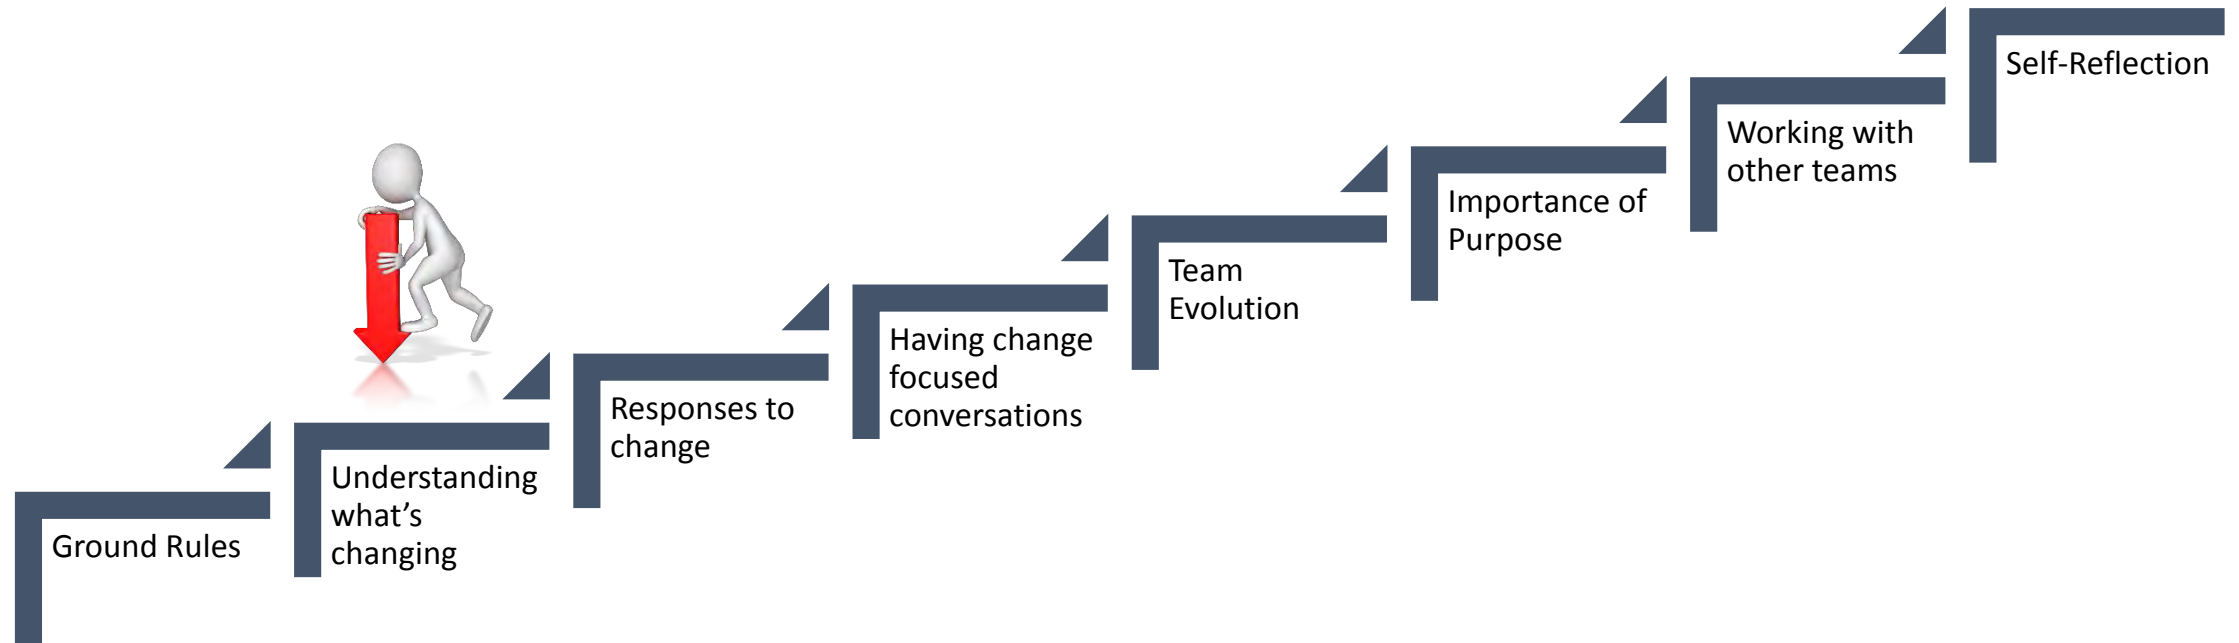 Ground Rules
Understanding
what’s
changing
Responses to
change
Having change
focused
conversations
Team
Evolution
Importance of
Purpose
Working with
other teams
Self-Reflection